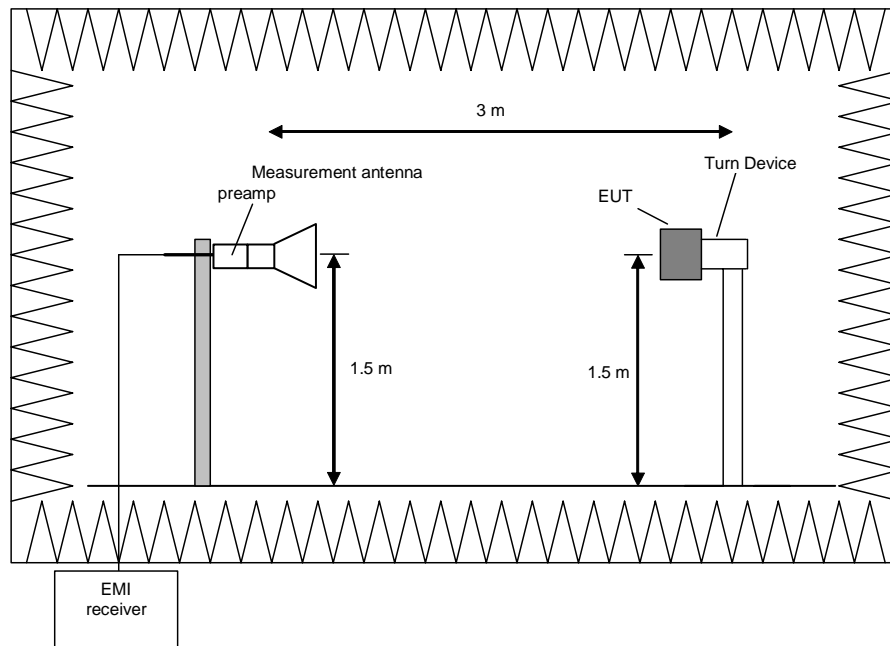 3 m
Measurement antenna
preamp
Turn Device
EUT
1.5 m
1.5 m
EMI
receiver